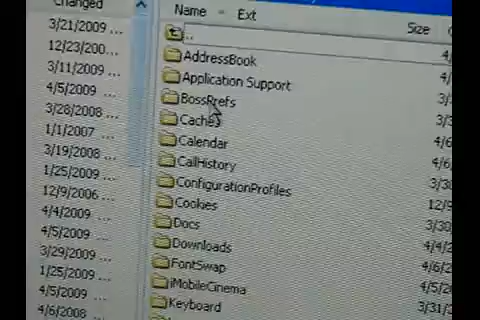 Changed
Name Ext Size
3/21/2009 ... ..
12/23/200... AddressBook
3/11/2009 ... Application Support
4/5/2009 ... BossPrefs
3/28/2008 ... Caches
1/1/2007 ... Calendar
3/19/2008 ... CallHistory
1/25/2009 ... ConfigurationProfiles
12/9/2006 ... Cookies
4/4/2009 ... Docs
4/5/2009 ... Downloads
3/29/2009 ... FontSwap
1/25/2009 ... iMobileCinema
4/5/2009 ... Keyboard
4/6/2008 ...